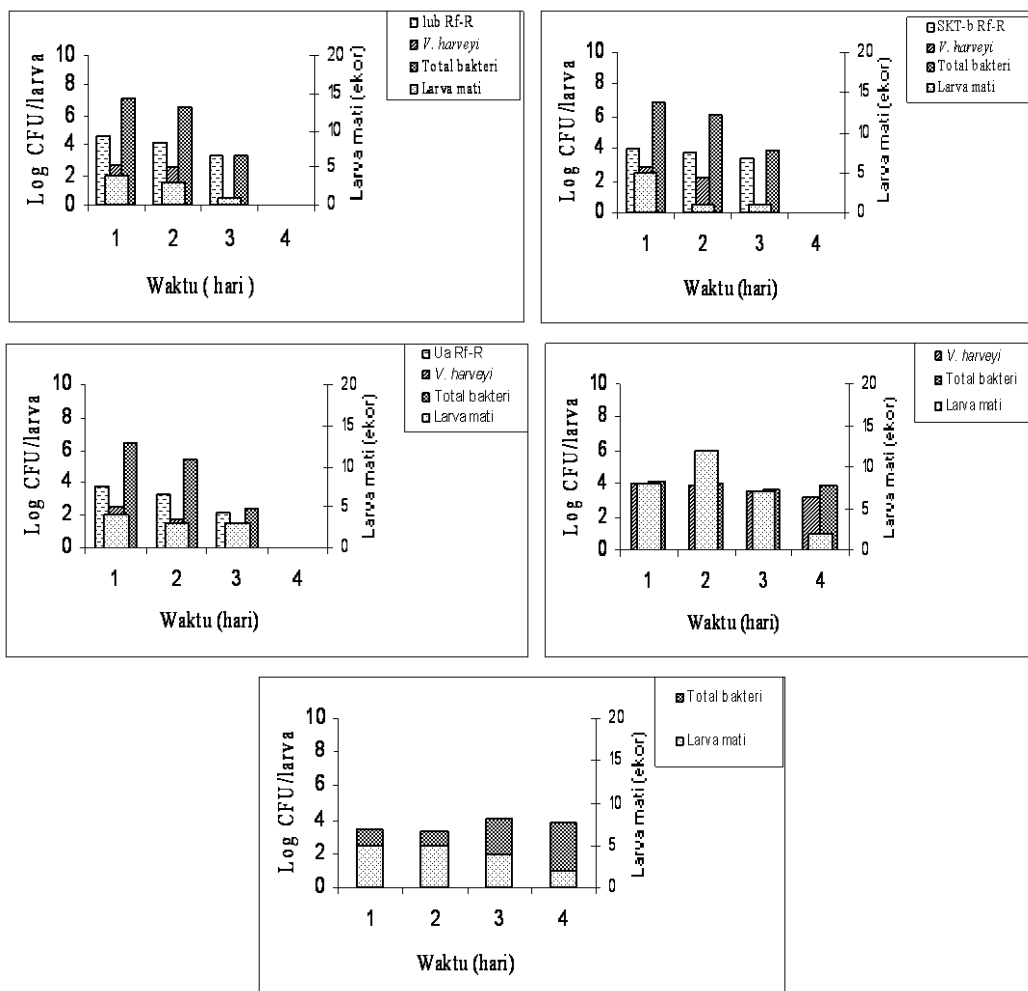 lub Rf-R
V. harveyi
Total bakteri
Larva mati
Log CFU/larva
10
8
6
4
2
0
20
15
10
5
0
Larva mati (ekor)
1 2 3 4
Waktu ( hari )
SKT-b Rf-R
V. harveyi
Total bakteri
Larva mati
Log CFU/larva
10
8
6
4
2
0
20
15
10
5
0
Larva mati (ekor)
1 2 3 4
Waktu (hari)
Ua Rf-R
V. harveyi
Total bakteri
Larva mati
Log CFU/larva
10
8
6
4
2
0
20
15
10
5
0
Larva mati (ekor)
1 2 3 4
Waktu (hari)
V. harveyi
Total bakteri
Larva mati
Log CFU/larva
10
8
6
4
2
0
20
15
10
5
0
Larva mati (ekor)
1 2 3 4
Waktu (hari)
Total bakteri
Larva mati
Log CFU/larva
10
8
6
4
2
0
20
15
10
5
0
Larva mati (ekor)
1 2 3 4
Waktu (hari)